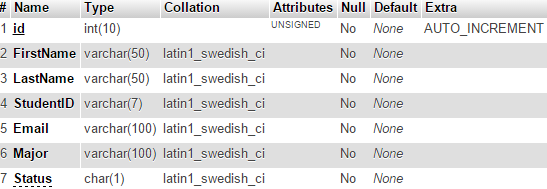 # Name Type Collation Attributes Null Default Extra
1 id int(10) UNSIGNED No None AUTO_INCREMENT
2 FirstName varchar(50) latin1_swedish_ci No None
3 LastName varchar(50) latin1_swedish_ci No None
4 StudentID varchar(7) latin1_swedish_ci No None
5 Email varchar(100) latin1_swedish_ci No None
6 Major varchar(100) latin1_swedish_ci No None
7 Status char(1) latin1_swedish_ci No None